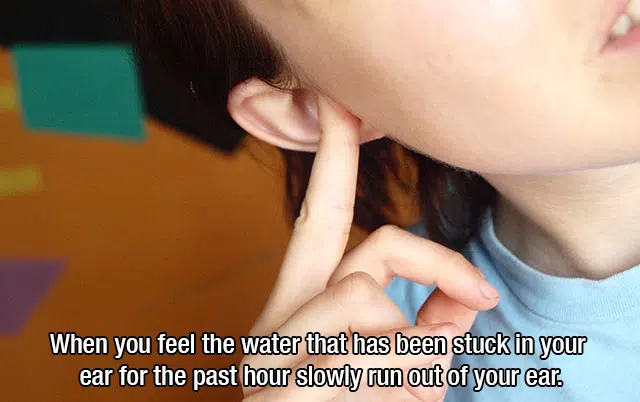 When you feel the water that has been stuck in your
ear for the past hour slowly run out of your ear.